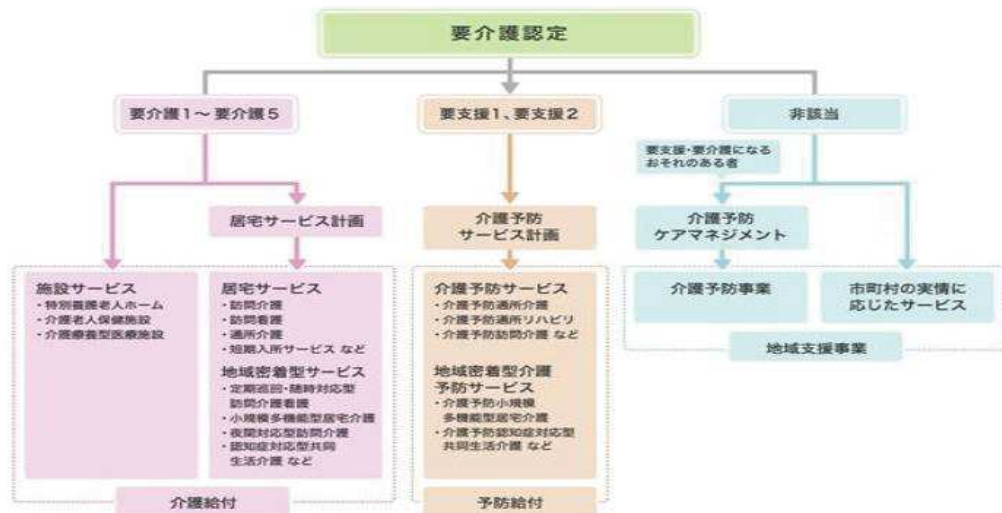 要介護認定
要介護1～要介護5
要支援1、要支援2
非該当
要支援・要介護になる
おそれのある者
居宅サービス計画
介護予防
サービス計画
介護予防
ケアマネジメント
施設サービス
・特別養護老人ホーム
・介護老人保健施設
・介護療養型医療施設
居宅サービス
・訪問介護
・訪問看護
・通所介護
・短期入所サービス など
地域密着型サービス
・定期巡回・随時対応型
訪問介護看護
・小規模多機能型居宅介護
・夜間対応型訪問介護
・認知症対応型共同
生活介護 など
介護予防サービス
・介護予防通所介護
・介護予防通所リハビリ
・介護予防訪問介護 など
地域密着型介護
予防サービス
・介護予防小規模
多機能型居宅介護
・介護予防認知症対応型
共同生活介護 など
介護予防事業
市町村の実情に
応じたサービス
地域支援事業
介護給付
予防給付